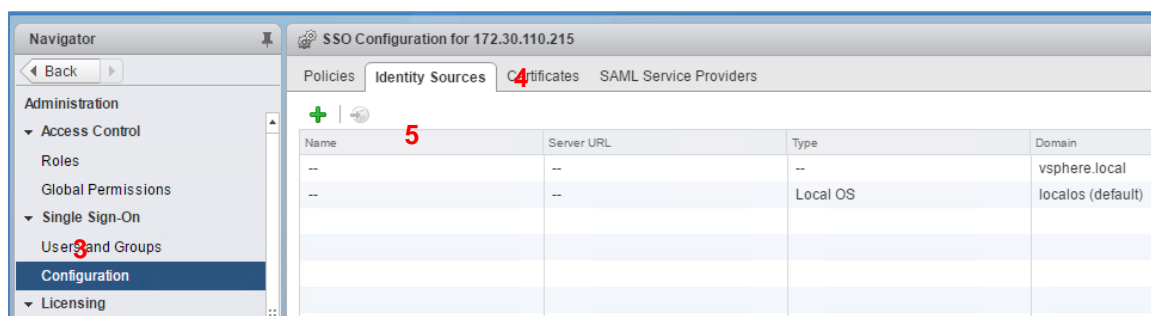 Navigator
SSO Configuration for 172.30.110.215
Back
Policies Identity Sources Certificates SAML Service Providers
4
Administration
Access Control
5
Name Server URL Type Domain
Roles
-- -- -- vsphere.local
Global Permissions
-- -- Local OS localos (default)
Single Sign-On
Users and Groups
3
Configuration
Licensing